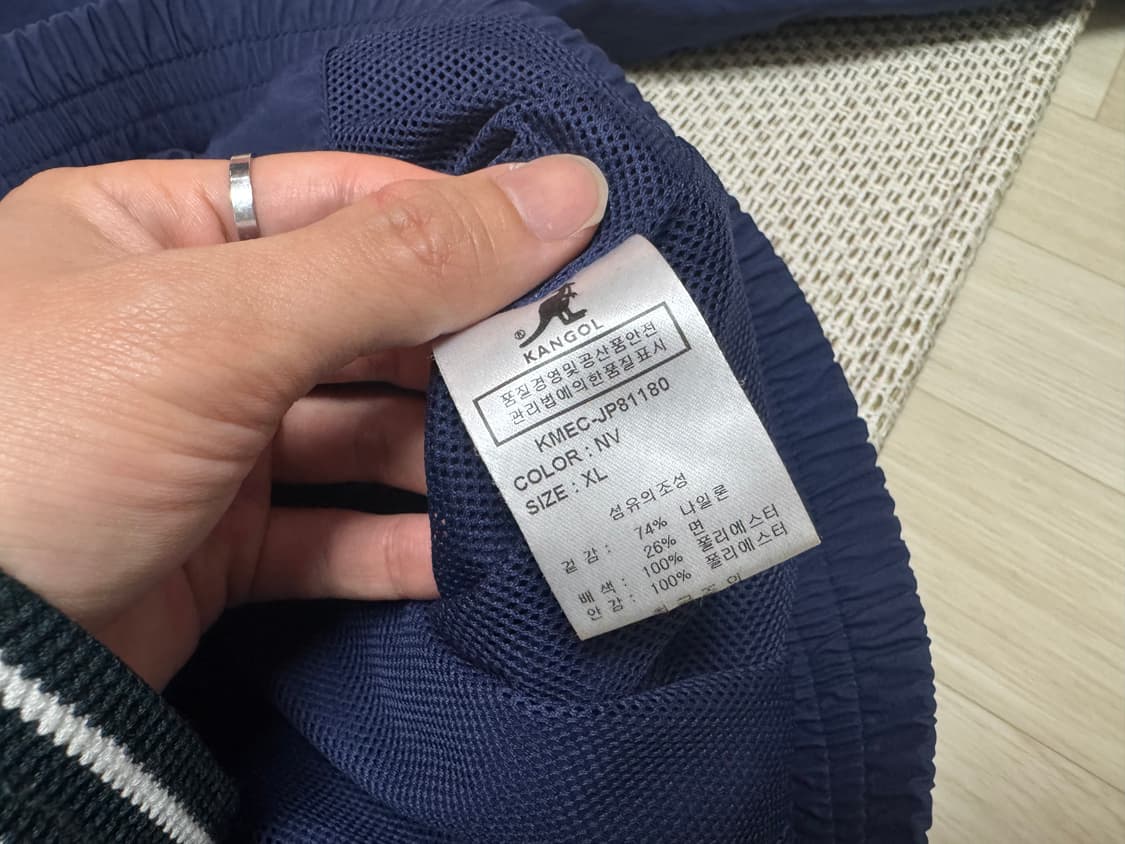 ®
KANGOL
품질경영및공산품안전
관리법에의한품질표시
KMEC-JP81180
COLOR : NV
SIZE : XL
섬유의조성
겉 감 : 74% 나일론
26% 면
배 색 : 100% 폴리에스터
안 감 : 100% 폴리에스터